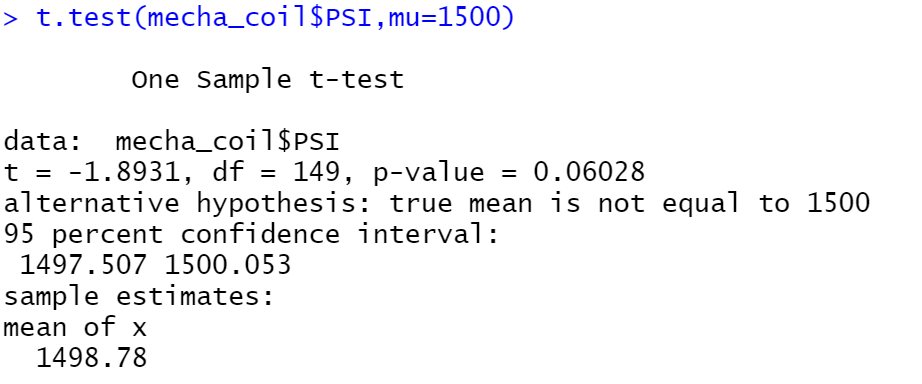 > t.test(mecha_coil$PSI,mu=1500)
One Sample t-test
data:  mecha_coil$PSI
t = -1.8931, df = 149, p-value = 0.06028
alternative hypothesis: true mean is not equal to 1500
95 percent confidence interval:
1497.507 1500.053
sample estimates:
mean of x
1498.78